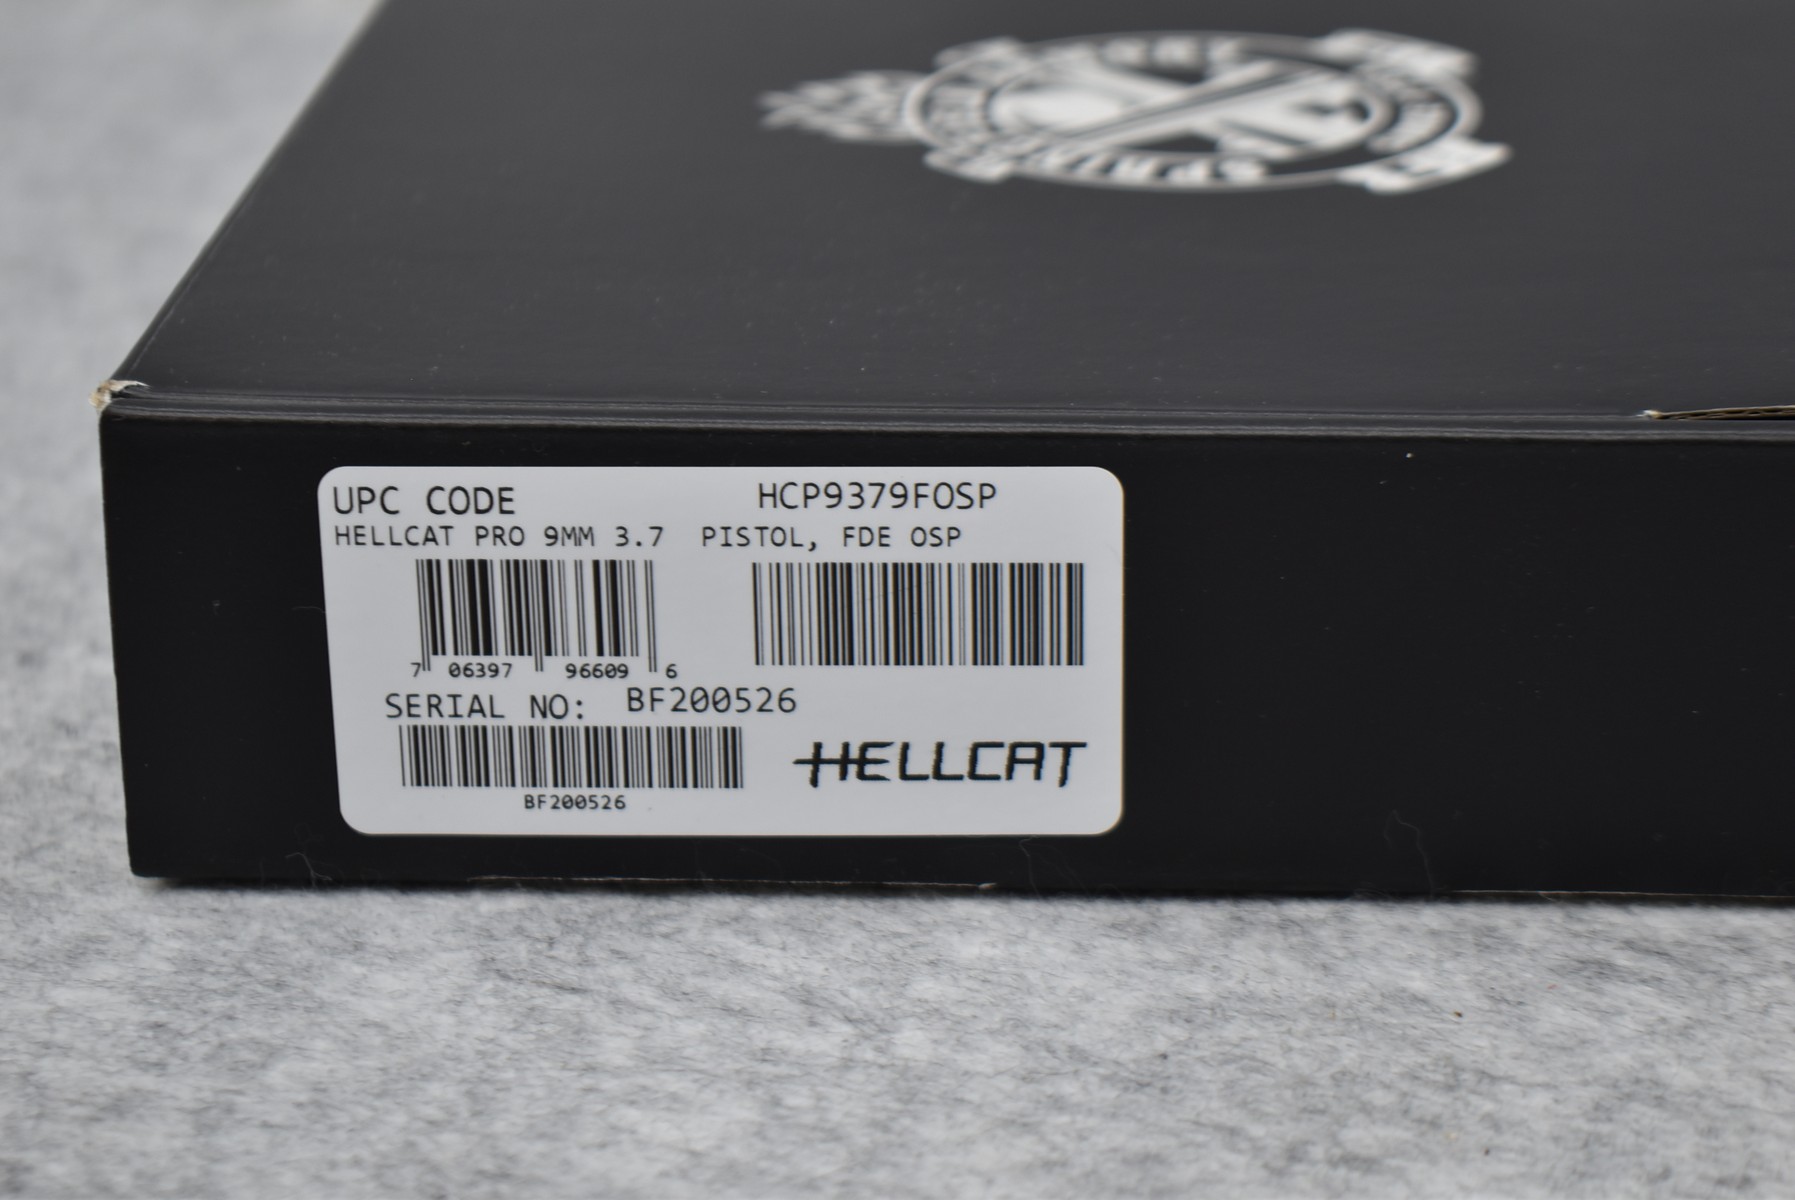 UPC CODE HCP9379FOSP
HELLCAT PRO 9MM 3.7 PISTOL, FDE OSP
7 06397 96609 6
SERIAL NO: BF200526
BF200526
HELLCAT